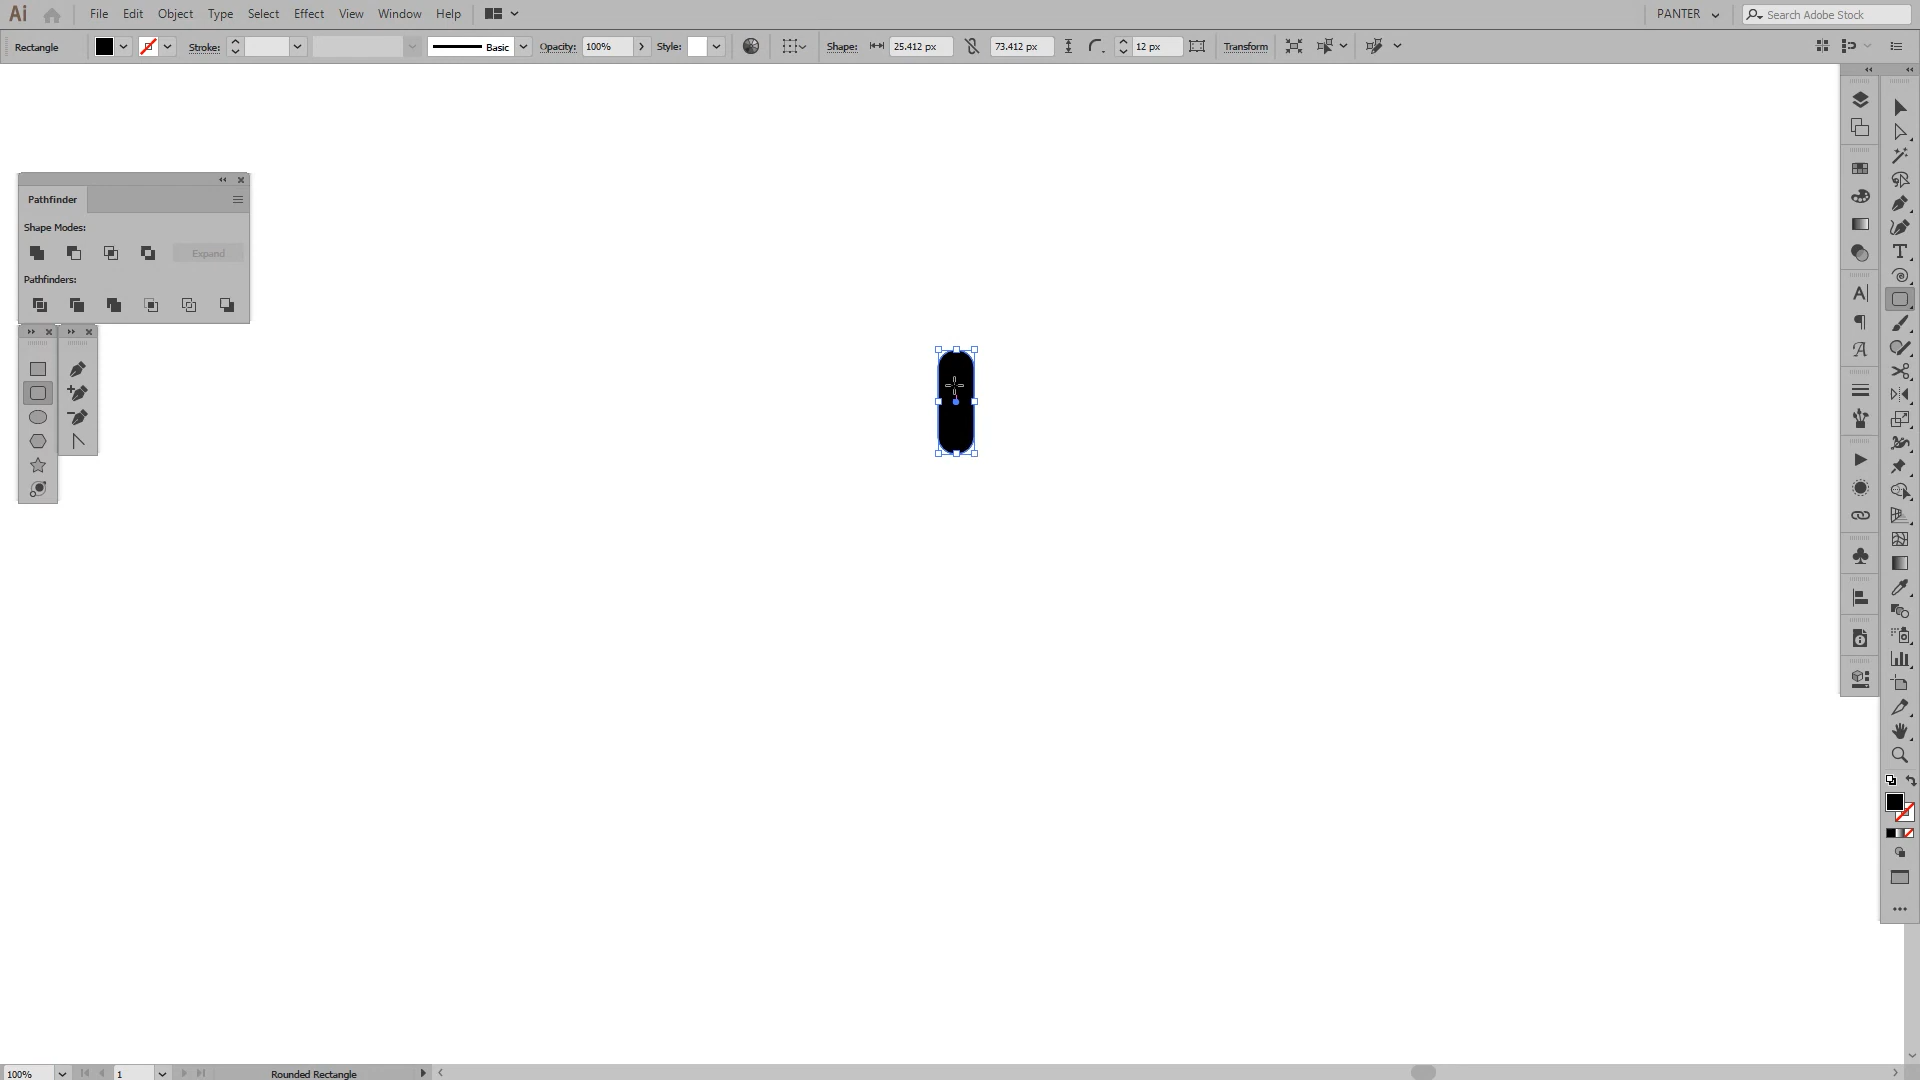 Ai File Edit Object Type Select Effect View Window Help PANTER Search Adobe Stock
Rectangle Stroke: Basic Opacity: 100% Style: Shape: 25.412 px 73.412 px 12 px Transform
Pathfinder
Shape Modes:
Expand
Pathfinders:
100% 1 Rounded Rectangle